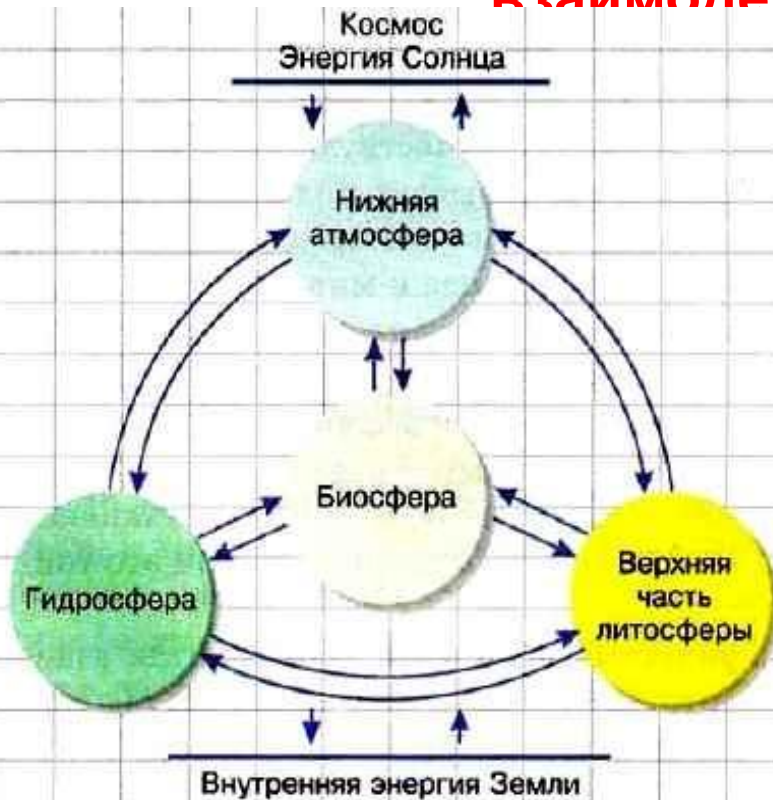 Космос
Энергия Солнца
Нижняя
атмосфера
Биосфера
Гидросфера
Верхняя
часть
литосферы
Внутренняя энергия Земли